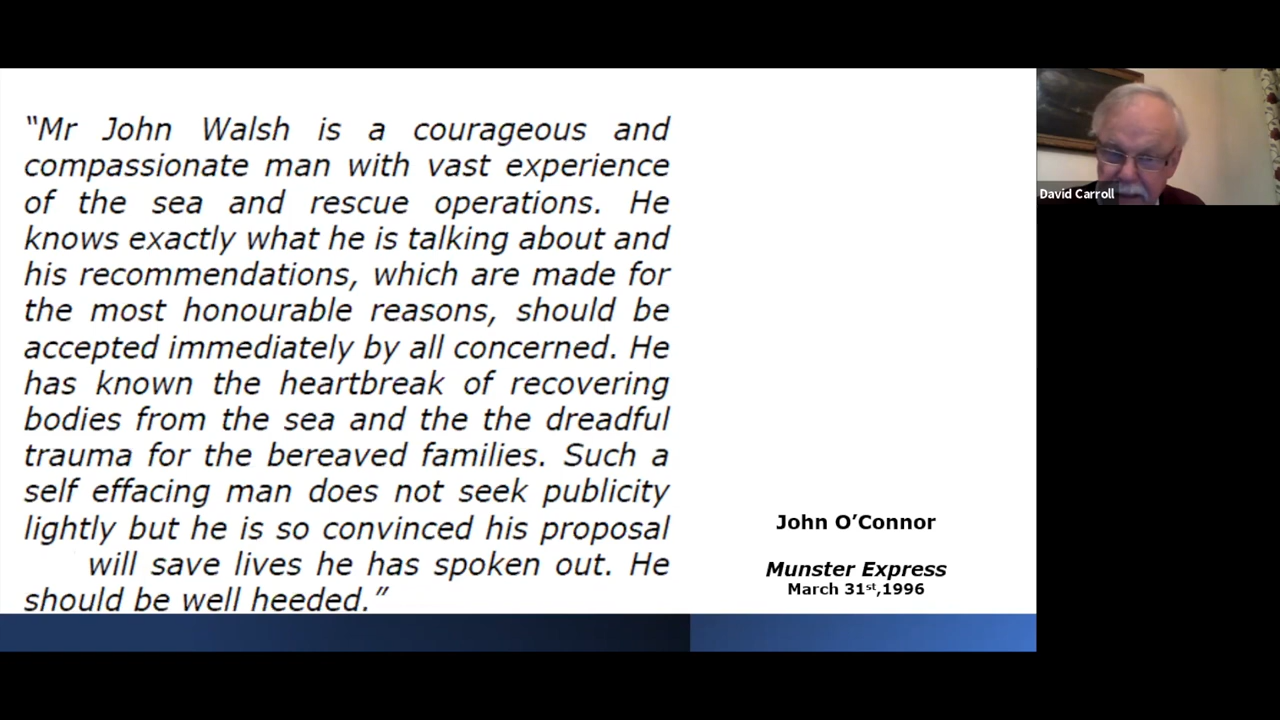 “Mr John Walsh is a courageous and
compassionate man with vast experience
of the sea and rescue operations. He
knows exactly what he is talking about and
his recommendations, which are made for
the most honourable reasons, should be
accepted immediately by all concerned. He
has known the heartbreak of recovering
bodies from the sea and the the dreadful
trauma for the bereaved families. Such a
self effacing man does not seek publicity
lightly but he is so convinced his proposal
will save lives he has spoken out. He
should be well heeded.”
John O’Connor
Munster Express
March 31st,1996
David Carroll